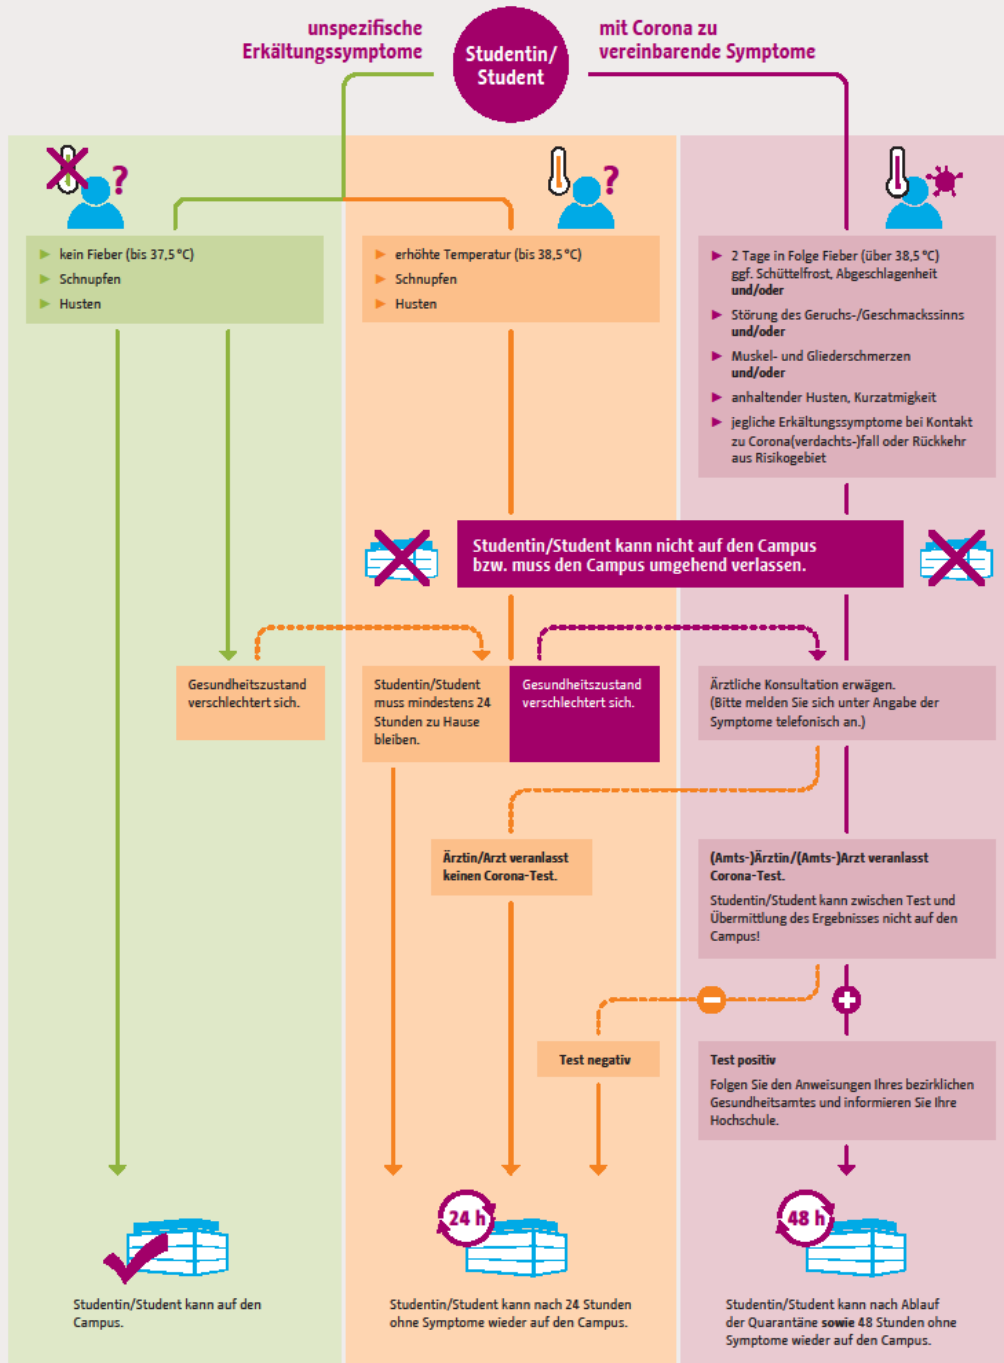 unspezifische
Erkältungssymptome
Studentin/
Student
mit Corona zu
vereinbarende Symptome
?
?
kein Fieber (bis 37,5 °C)
Schnupfen
Husten
erhöhte Temperatur (bis 38,5 °C)
Schnupfen
Husten
2 Tage in Folge Fieber (über 38,5 °C)
ggf. Schüttelfrost, Abgeschlagenheit
und/oder
Störung des Geruchs-/Geschmackssinns
und/oder
Muskel- und Gliederschmerzen
und/oder
anhaltender Husten, Kurzatmigkeit
jegliche Erkältungssymptome bei Kontakt
zu Corona(verdachts-)fall oder Rückkehr
aus Risikogebiet
Studentin/Student kann nicht auf den Campus
bzw. muss den Campus umgehend verlassen.
Gesundheitszustand
verschlechtert sich.
Studentin/Student
muss mindestens 24
Stunden zu Hause
bleiben.
Gesundheitszustand
verschlechtert sich.
Ärztliche Konsultation erwägen.
(Bitte melden Sie sich unter Angabe der
Symptome telefonisch an.)
Ärztin/Arzt veranlasst
keinen Corona-Test.
(Amts-)Ärztin/(Amts-)Arzt veranlasst
Corona-Test.
Studentin/Student kann zwischen Test und
Übermittlung des Ergebnisses nicht auf den
Campus!
Test negativ
Test positiv
Folgen Sie den Anweisungen Ihres bezirklichen
Gesundheitsamtes und informieren Sie Ihre
Hochschule.
24 h
48 h
Studentin/Student kann auf den
Campus.
Studentin/Student kann nach 24 Stunden
ohne Symptome wieder auf den Campus.
Studentin/Student kann nach Ablauf
der Quarantäne sowie 48 Stunden ohne
Symptome wieder auf den Campus.